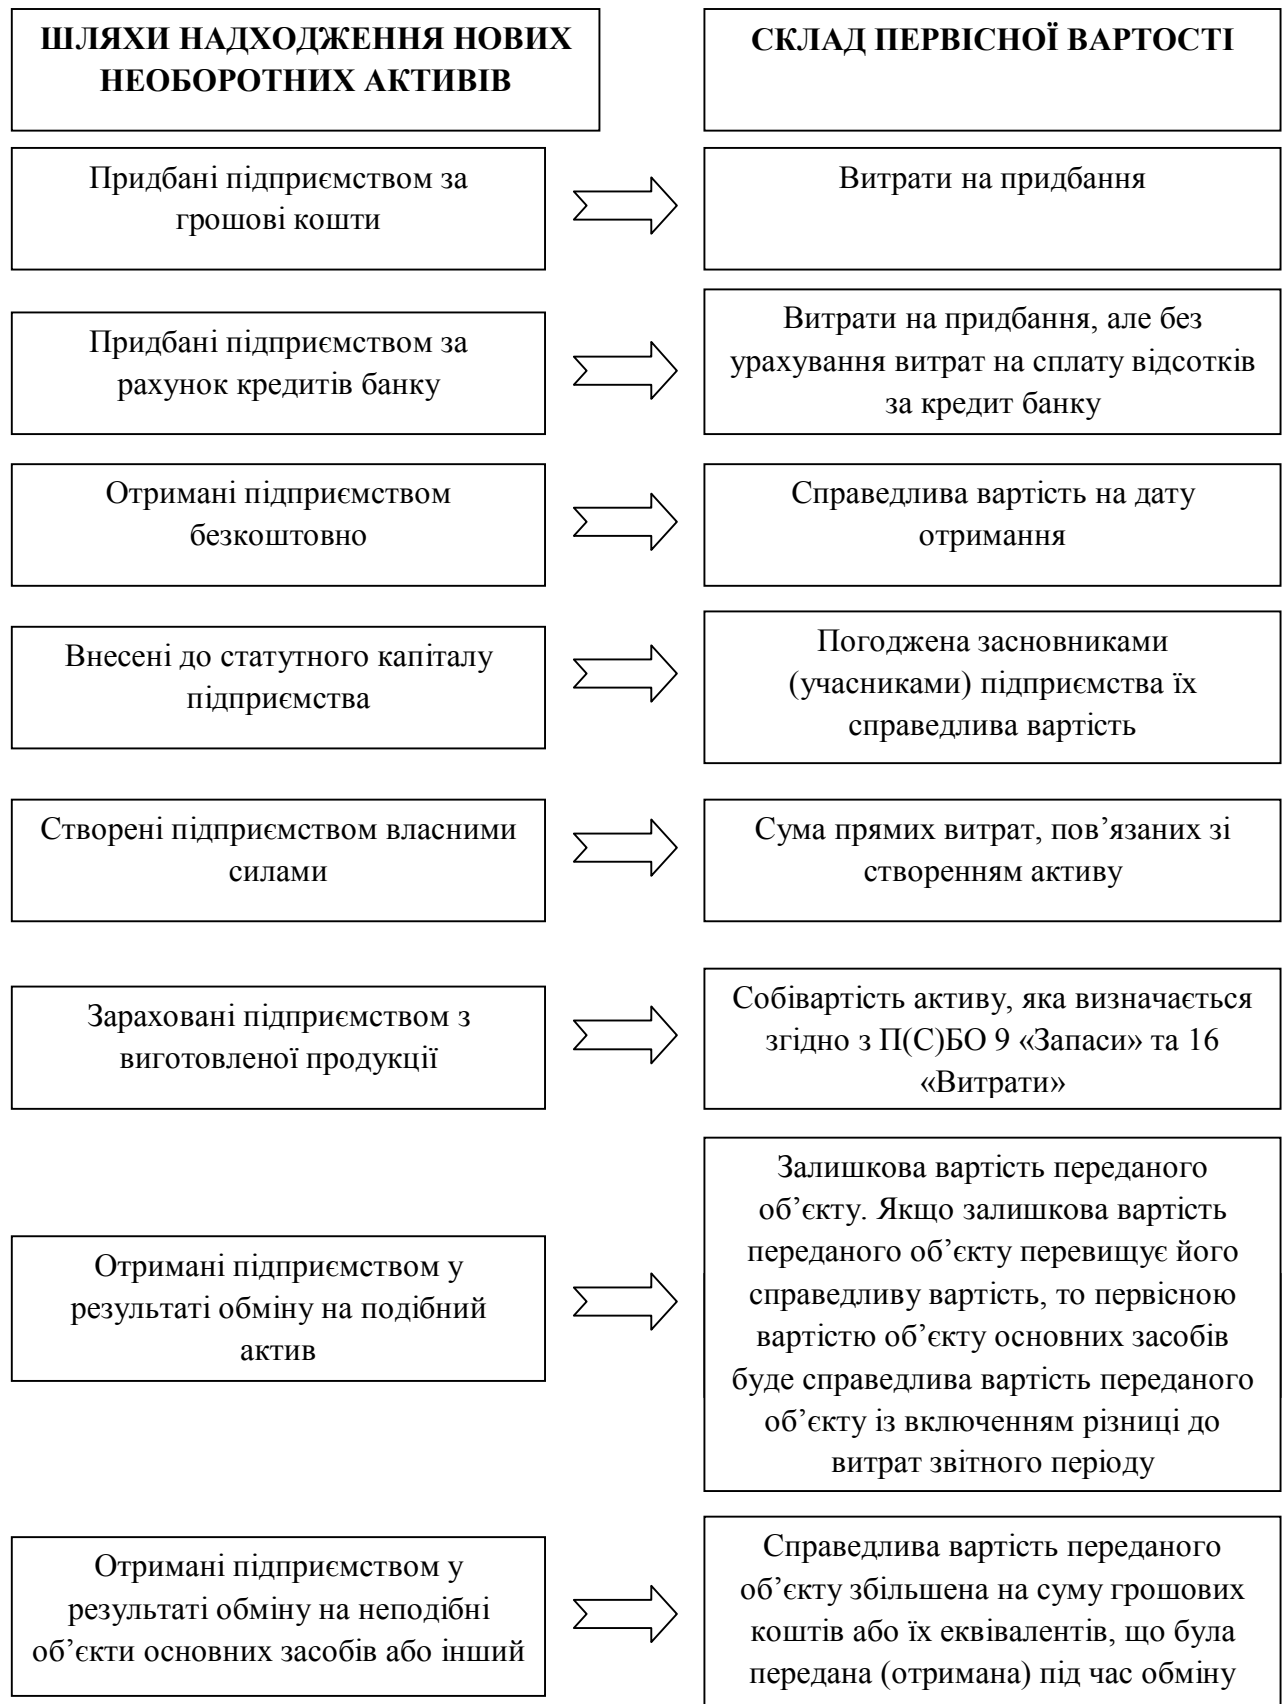 ШЛЯХИ НАДХОДЖЕННЯ НОВИХ
НЕОБОРОТНИХ АКТИВІВ
СКЛАД ПЕРВІСНОЇ ВАРТОСТІ
Придбані підприємством за
грошові кошти
Витрати на придбання
Придбані підприємством за
рахунок кредитів банку
Витрати на придбання, але без
урахування витрат на сплату відсотків
за кредит банку
Отримані підприємством
безкоштовно
Справедлива вартість на дату
отримання
Внесені до статутного капіталу
підприємства
Погоджена засновниками
(учасниками) підприємства їх
справедлива вартість
Створені підприємством власними
силами
Сума прямих витрат, пов’язаних зі
створенням активу
Зараховані підприємством з
виготовленої продукції
Собівартість активу, яка визначається
згідно з П(С)БО 9 «Запаси» та 16
«Витрати»
Отримані підприємством у
результаті обміну на подібний
актив
Залишкова вартість переданого
об’єкту. Якщо залишкова вартість
переданого об’єкту перевищує його
справедливу вартість, то первісною
вартістю об’єкту основних засобів
буде справедлива вартість переданого
об’єкту із включенням різниці до
витрат звітного періоду
Отримані підприємством у
результаті обміну на неподібні
об’єкти основних засобів або інший
Справедлива вартість переданого
об’єкту збільшена на суму грошових
коштів або їх еквівалентів, що була
передана (отримана) під час обміну